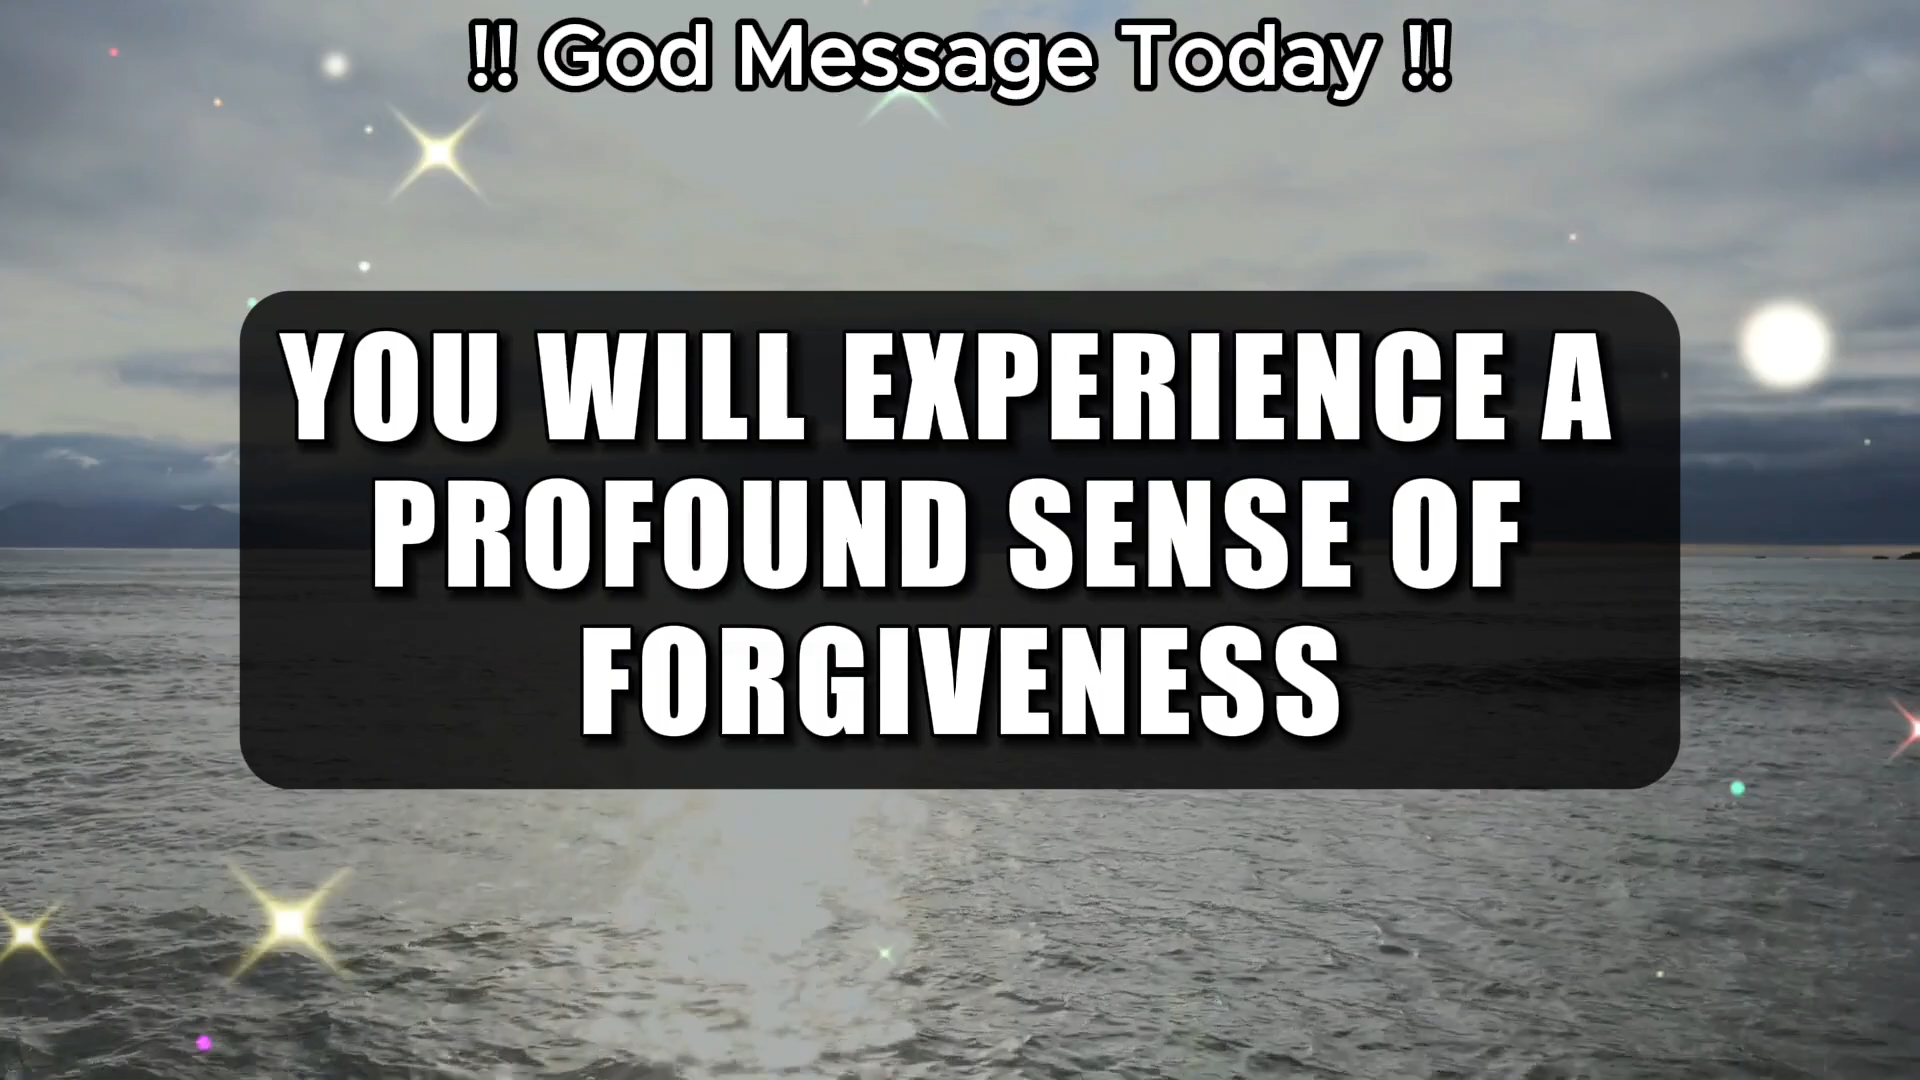 !! God Message Today !!
YOU WILL EXPERIENCE A
PROFOUND SENSE OF
FORGIVENESS